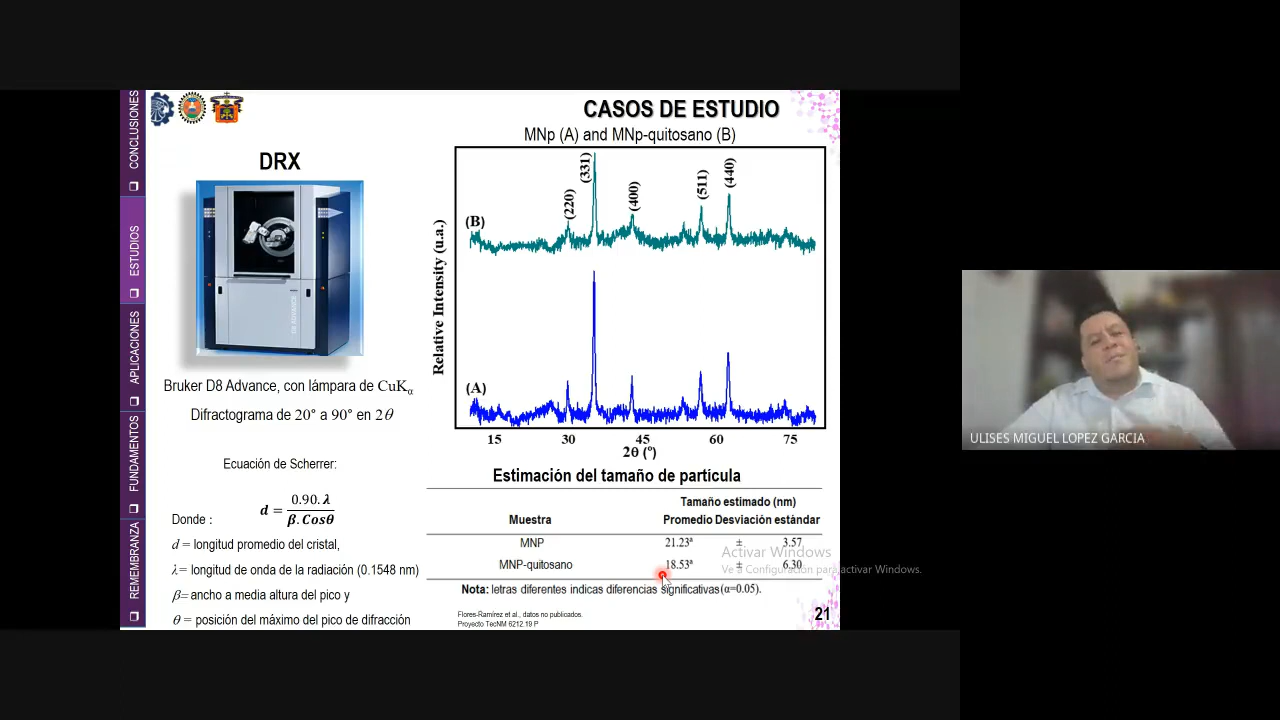 CONCLUSIONES
ESTUDIOS
APLICACIONES
FUNDAMENTOS
REMEMBRANZA
CASOS DE ESTUDIO
MNp (A) and MNp-quitosano (B)
DRX
Bruker D8 Advance, con lámpara de CuKα
Difractograma de 20° a 90° en 2θ
Ecuación de Scherrer:
d = 0.90.λ / β.Cosθ
Donde :
d = longitud promedio del cristal,
λ= longitud de onda de la radiación (0.1548 nm)
β= ancho a media altura del pico y
θ = posición del máximo del pico de difracción
Relative Intensity (u.a.)
(B)
(220)
(331)
(400)
(511)
(440)
(A)
15 30 45 60 75
2θ (º)
Estimación del tamaño de partícula
Tamaño estimado (nm)
Muestra Promedio Desviación estándar
MNP 21.23ª ± 3.57
MNP-quitosano 18.53ª ± 6.30
Nota: letras diferentes indicas diferencias significativas (α=0.05).
Flores-Ramírez et al., datos no publicados.
Proyecto TecNM 6212.19 P
21
Activar Windows
Ve a Configuración para activar Windows.
ULISES MIGUEL LOPEZ GARCIA